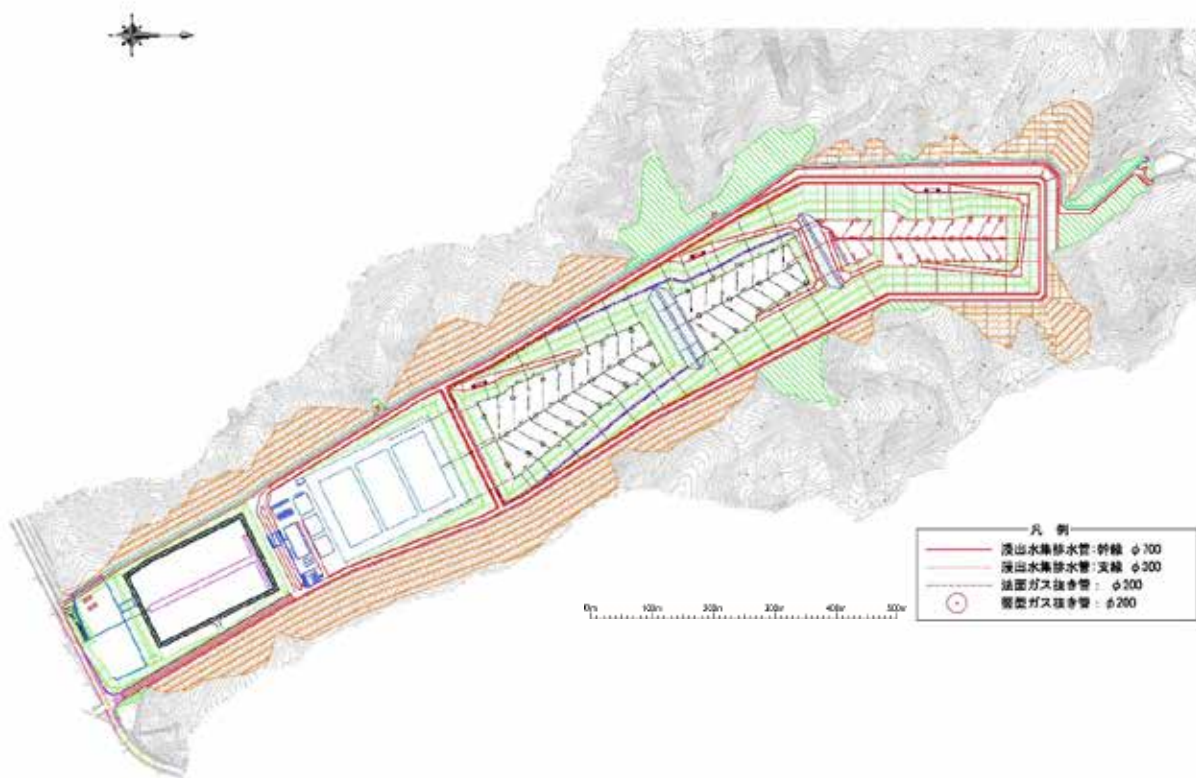 0m 100m 200m 300m 400m 500m
凡 例
浸出水集排水管:幹線 φ700
浸出水集排水管:支線 φ300
法面ガス抜き管: φ200
竪型ガス抜き管: φ200